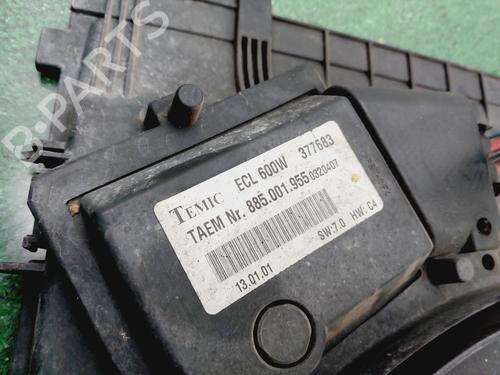 B-PARTS
TEMIC ECL 600W 377683
TAEM Nr. 885.001.955 0320407
13.01.01 SW:7.0 HW: C4